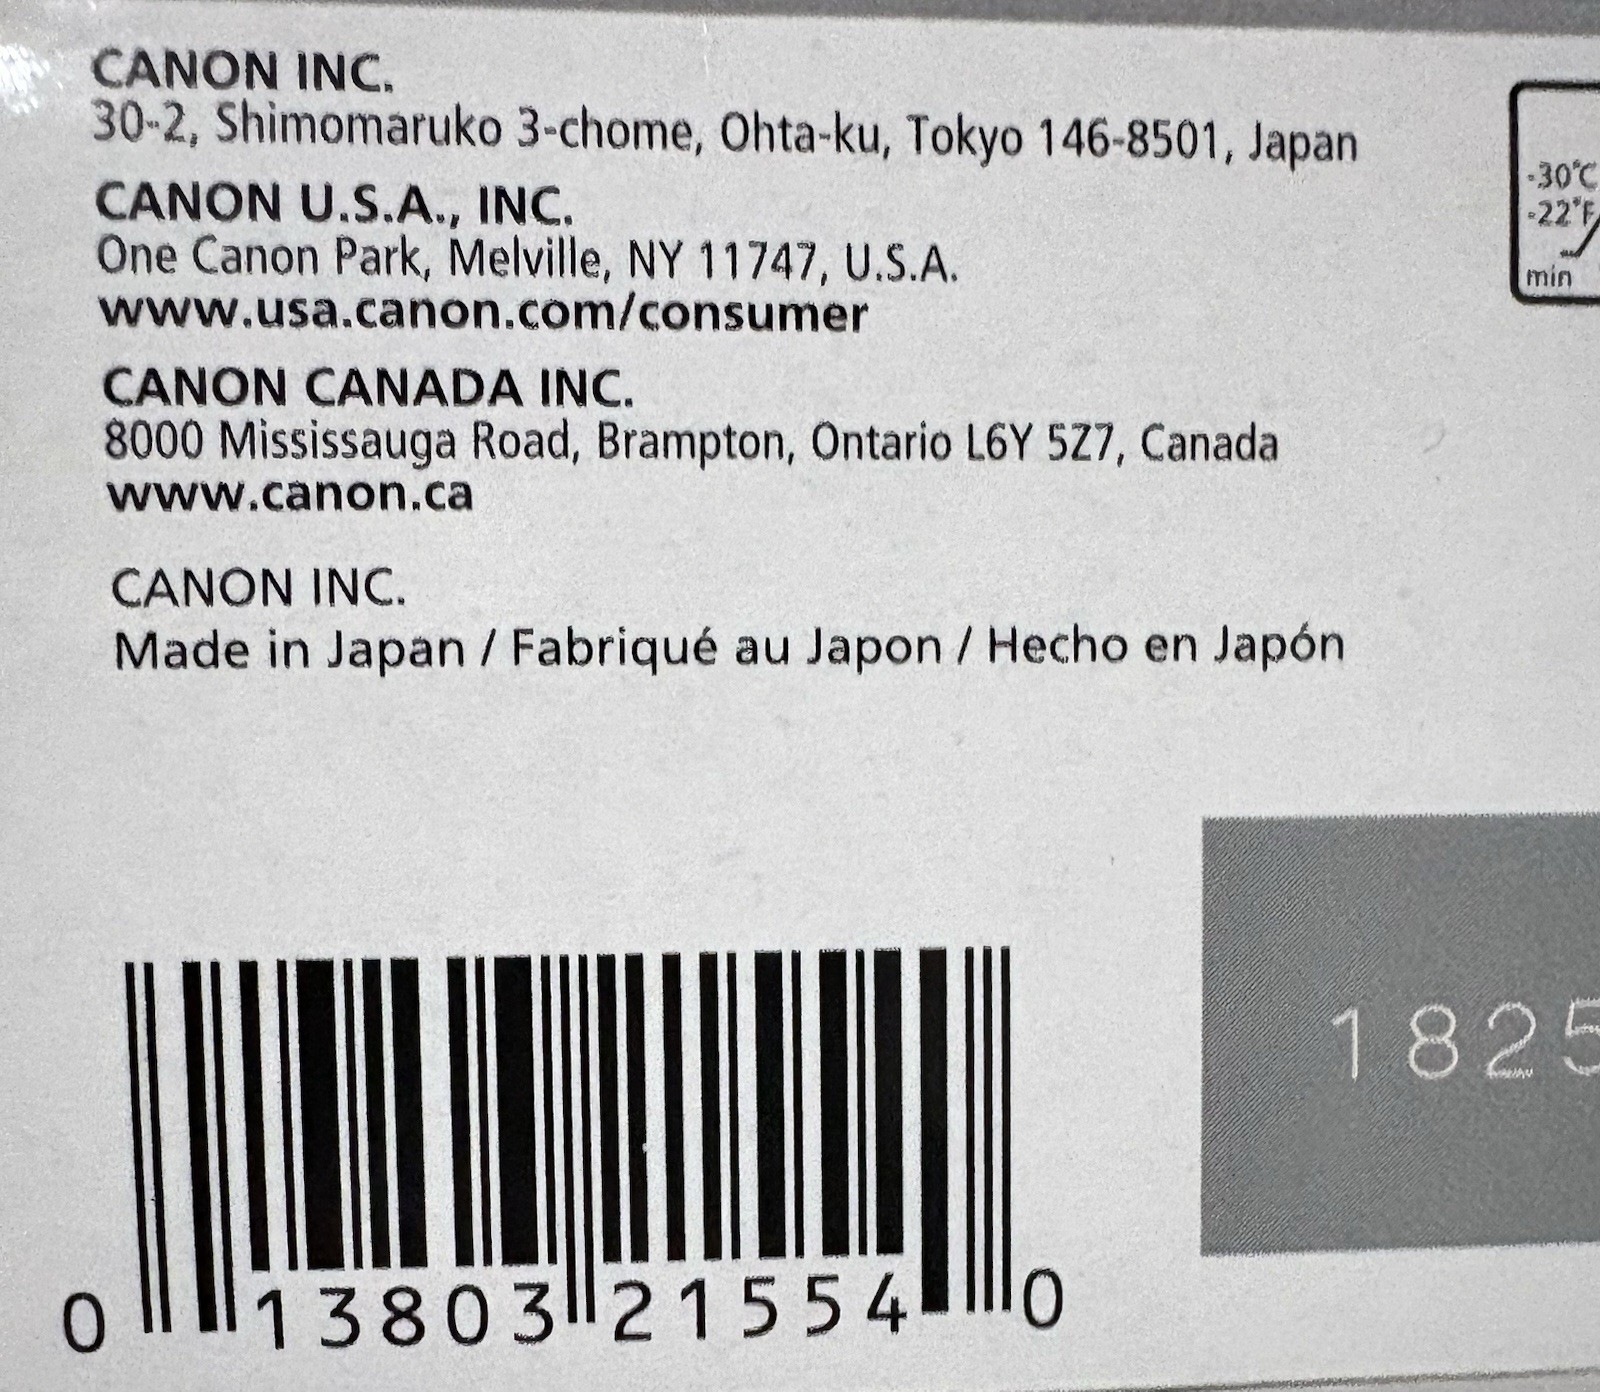 CANON INC.
30-2, Shimomaruko 3-chome, Ohta-ku, Tokyo 146-8501, Japan
CANON U.S.A., INC.
One Canon Park, Melville, NY 11747, U.S.A.
www.usa.canon.com/consumer
CANON CANADA INC.
8000 Mississauga Road, Brampton, Ontario L6Y 5Z7, Canada
www.canon.ca
CANON INC.
Made in Japan / Fabriqué au Japon / Hecho en Japón
-30°C
-22°F
min
1825
0 13803 21554 0